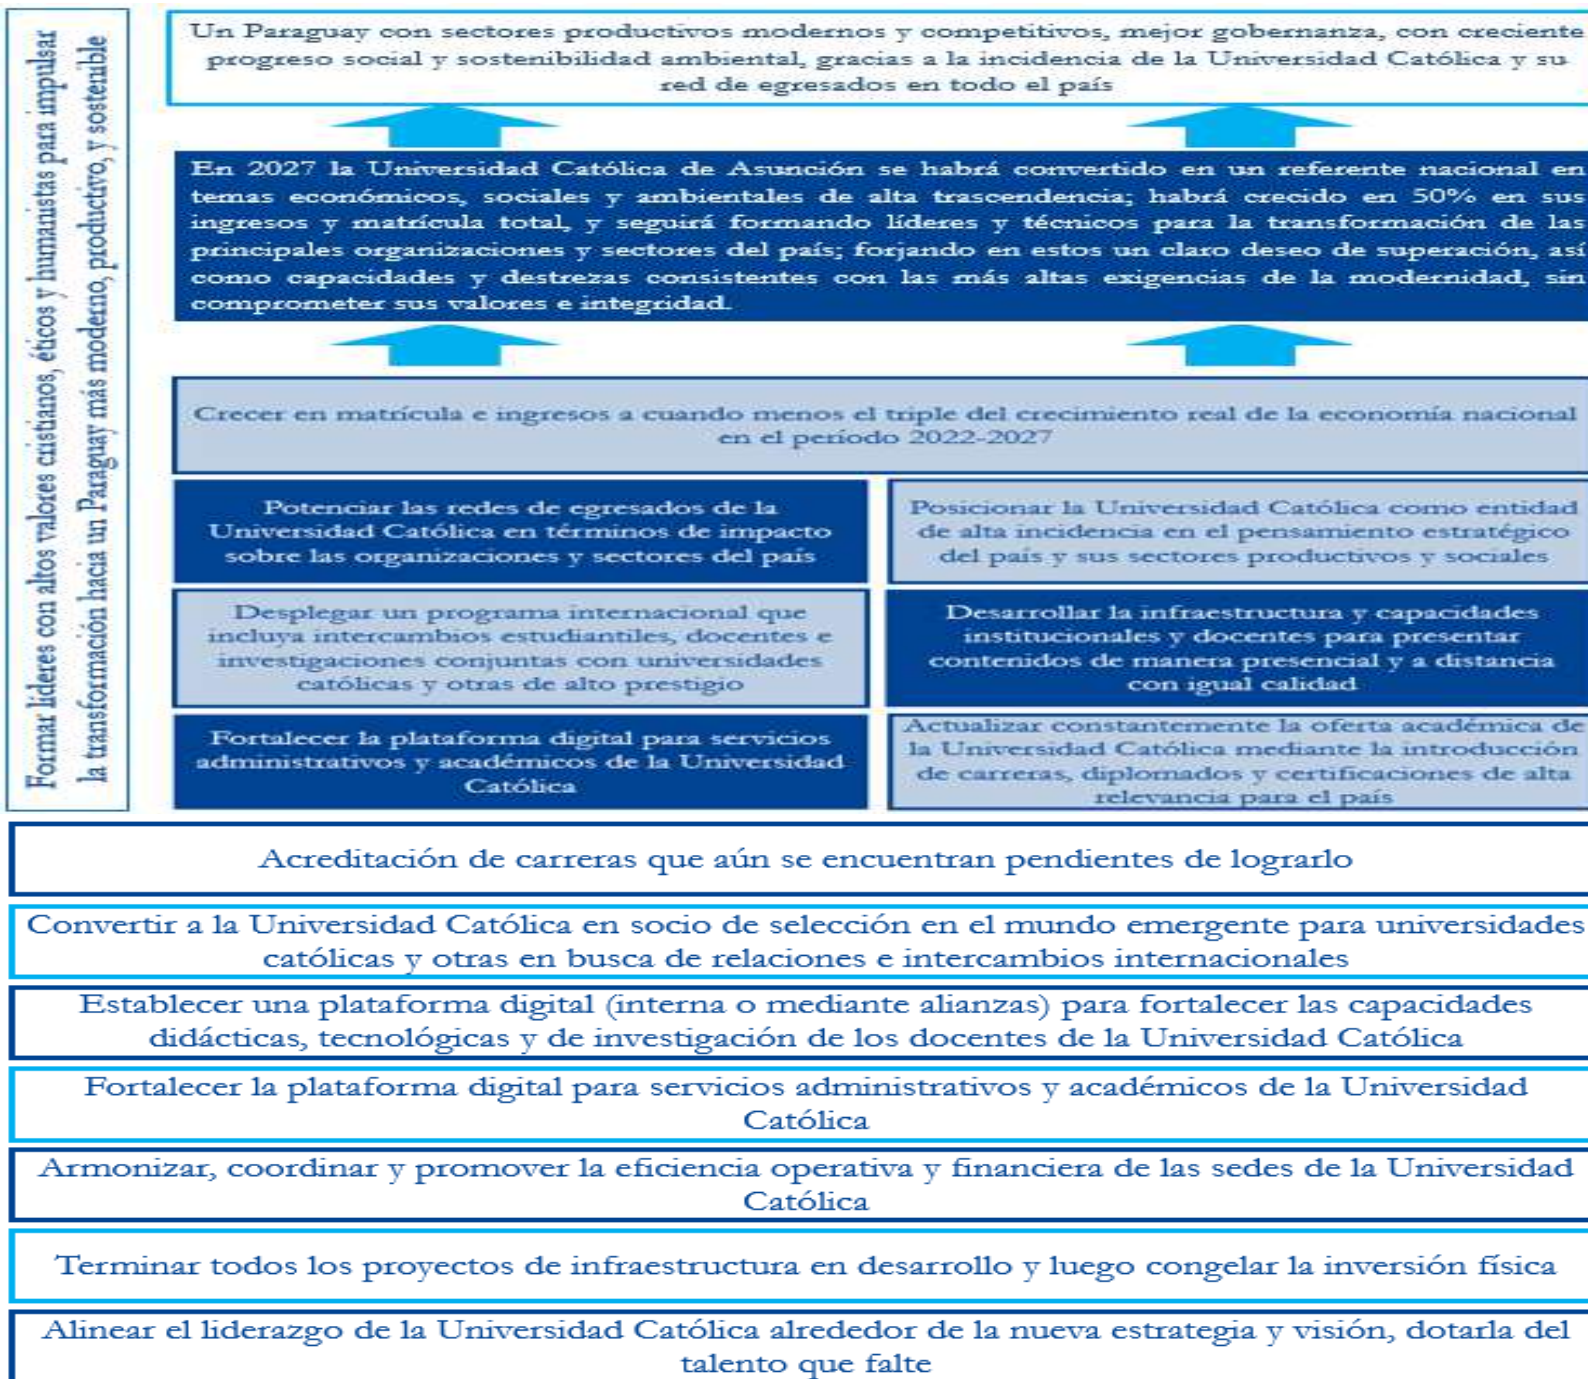 Formar líderes con altos valores cristianos, éticos y humanistas para impulsar
la transformación hacia un Paraguay más moderno, productivo, y sostenible
Un Paraguay con sectores productivos modernos y competitivos, mejor gobernanza, con creciente
progreso social y sostenibilidad ambiental, gracias a la incidencia de la Universidad Católica y su
red de egresados en todo el país
En 2027 la Universidad Católica de Asunción se habrá convertido en un referente nacional en
temas económicos, sociales y ambientales de alta trascendencia; habrá crecido en 50% en sus
ingresos y matrícula total, y seguirá formando líderes y técnicos para la transformación de las
principales organizaciones y sectores del país; forjando en estos un claro deseo de superación, así
como capacidades y destrezas consistentes con las más altas exigencias de la modernidad, sin
comprometer sus valores e integridad.
Crecer en matrícula e ingresos a cuando menos el triple del crecimiento real de la economía nacional
en el período 2022-2027
Potenciar las redes de egresados de la
Universidad Católica en términos de impacto
sobre las organizaciones y sectores del país
Posicionar la Universidad Católica como entidad
de alta incidencia en el pensamiento estratégico
del país y sus sectores productivos y sociales
Desplegar un programa internacional que
incluya intercambios estudiantiles, docentes e
investigaciones conjuntas con universidades
católicas y otras de alto prestigio
Desarrollar la infraestructura y capacidades
institucionales y docentes para presentar
contenidos de manera presencial y a distancia
con igual calidad
Fortalecer la plataforma digital para servicios
administrativos y académicos de la Universidad
Católica
Actualizar constantemente la oferta académica de
la Universidad Católica mediante la introducción
de carreras, diplomados y certificaciones de alta
relevancia para el país
Acreditación de carreras que aún se encuentran pendientes de lograrlo
Convertir a la Universidad Católica en socio de selección en el mundo emergente para universidades
católicas y otras en busca de relaciones e intercambios internacionales
Establecer una plataforma digital (interna o mediante alianzas) para fortalecer las capacidades
didácticas, tecnológicas y de investigación de los docentes de la Universidad Católica
Fortalecer la plataforma digital para servicios administrativos y académicos de la Universidad
Católica
Armonizar, coordinar y promover la eficiencia operativa y financiera de las sedes de la Universidad
Católica
Terminar todos los proyectos de infraestructura en desarrollo y luego congelar la inversión física
Alinear el liderazgo de la Universidad Católica alrededor de la nueva estrategia y visión, dotarla del
talento que falte